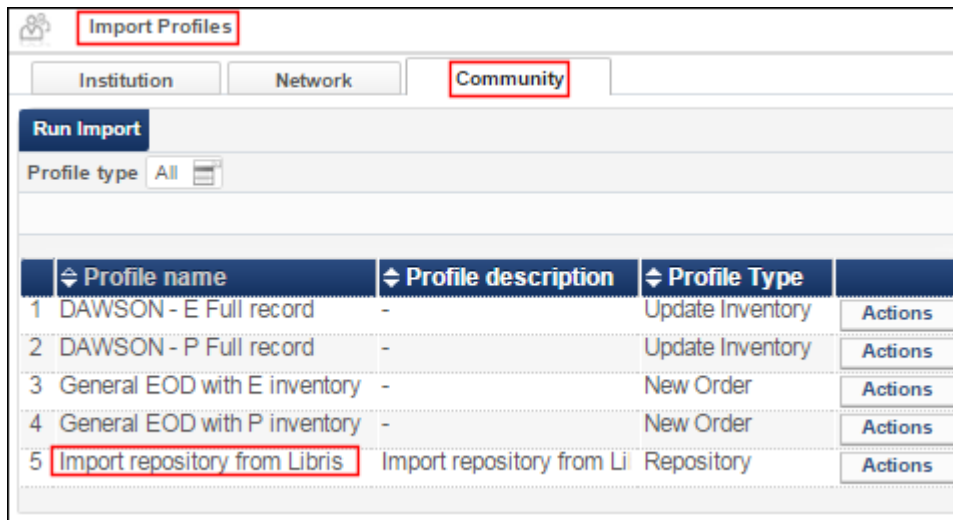 Import Profiles
Institution Network Community
Run Import
Profile type All
Profile name Profile description Profile Type
1 DAWSON - E Full record - Update Inventory Actions
2 DAWSON - P Full record - Update Inventory Actions
3 General EOD with E inventory - New Order Actions
4 General EOD with P inventory - New Order Actions
5 Import repository from Libris Import repository from Li Repository Actions